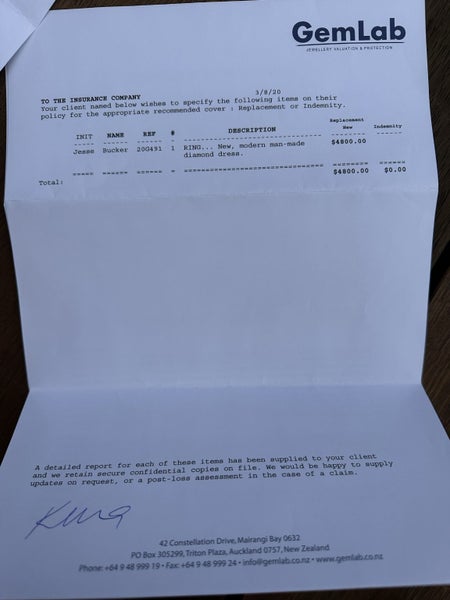 GemLab
JEWELLERY VALUATION & PROTECTION
3/8/20
TO THE INSURANCE COMPANY
Your client named below wishes to specify the following items on their
policy for the appropriate recommended cover : Replacement or Indemnity.
INIT NAME REF # DESCRIPTION Replacement New Indemnity
Jesse Bucker 20G491 1 RING... New, modern man-made $4800.00
diamond dress.
Total: $4800.00 $0.00
A detailed report for each of these items has been supplied to your client
and we retain secure confidential copies on file. We would be happy to supply
updates on request, or a post-loss assessment in the case of a claim.
42 Constellation Drive, Mairangi Bay 0632
PO Box 305299, Triton Plaza, Auckland 0757, New Zealand
Phone: +64 9 48 999 19 • Fax: +64 9 48 999 24 • info@gemlab.co.nz • www.gemlab.co.nz